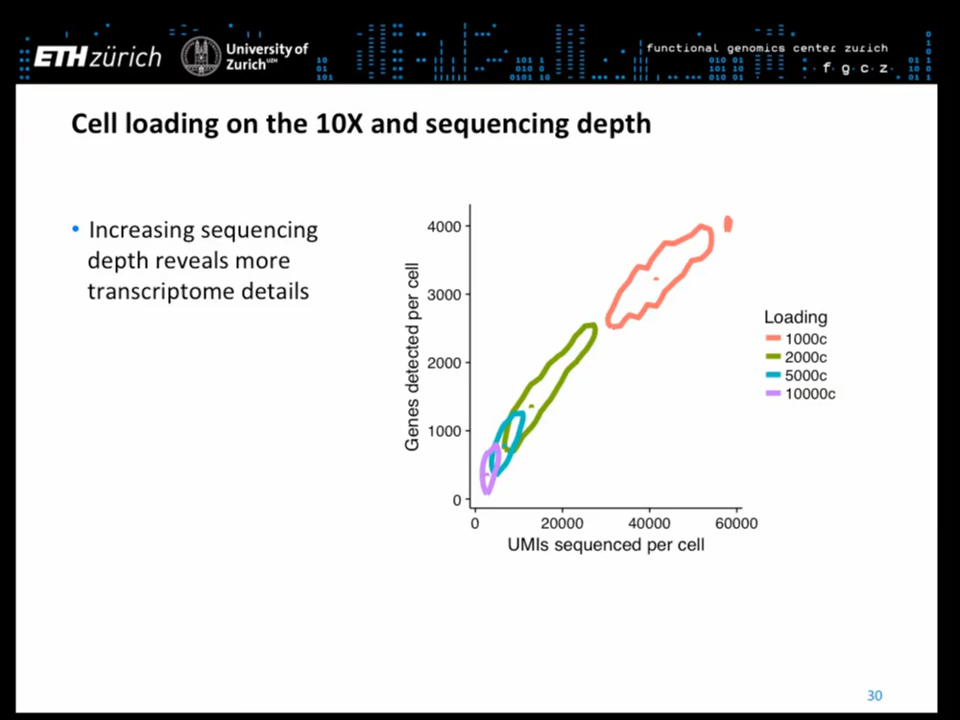 ETH zürich
University of
Zurich UZH
functional genomics center zurich
f g c z
Cell loading on the 10X and sequencing depth
• Increasing sequencing
depth reveals more
transcriptome details
Genes detected per cell
4000
3000
2000
1000
0
0 20000 40000 60000
UMIs sequenced per cell
Loading
1000c
2000c
5000c
10000c
30